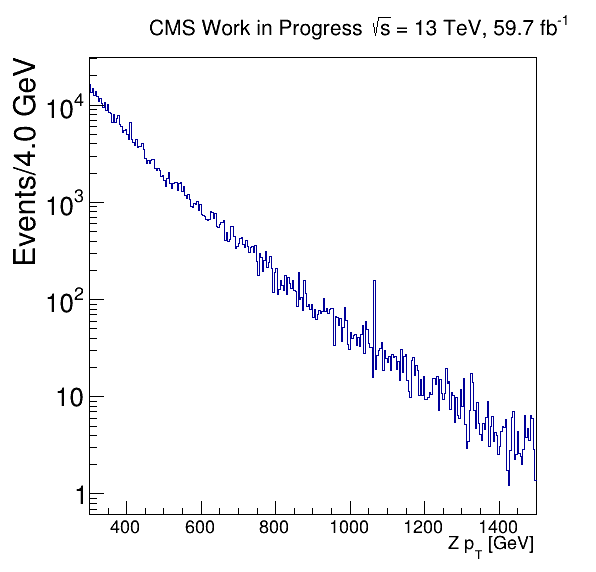 CMS Work in Progress √s = 13 TeV, 59.7 fb⁻¹
Events/4.0 GeV
10⁴
10³
10²
10
1
400 600 800 1000 1200 1400
Z p_T [GeV]